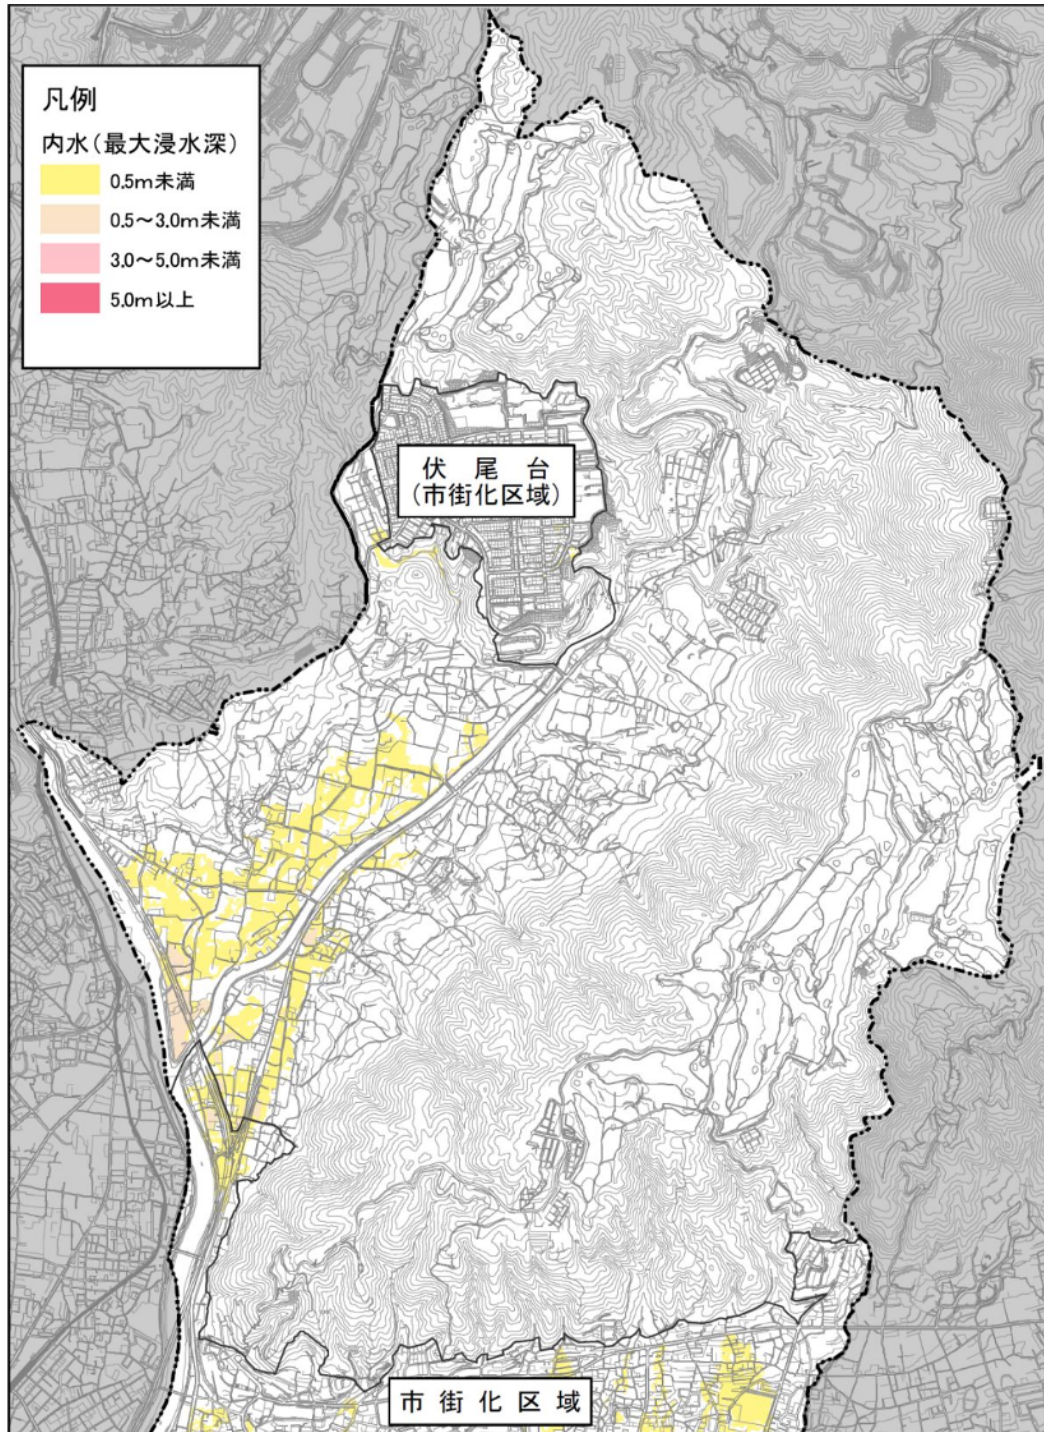 凡例
内水(最大浸水深)
0.5m未満
0.5~3.0m未満
3.0~5.0m未満
5.0m以上
伏尾台
(市街化区域)
市街化区域